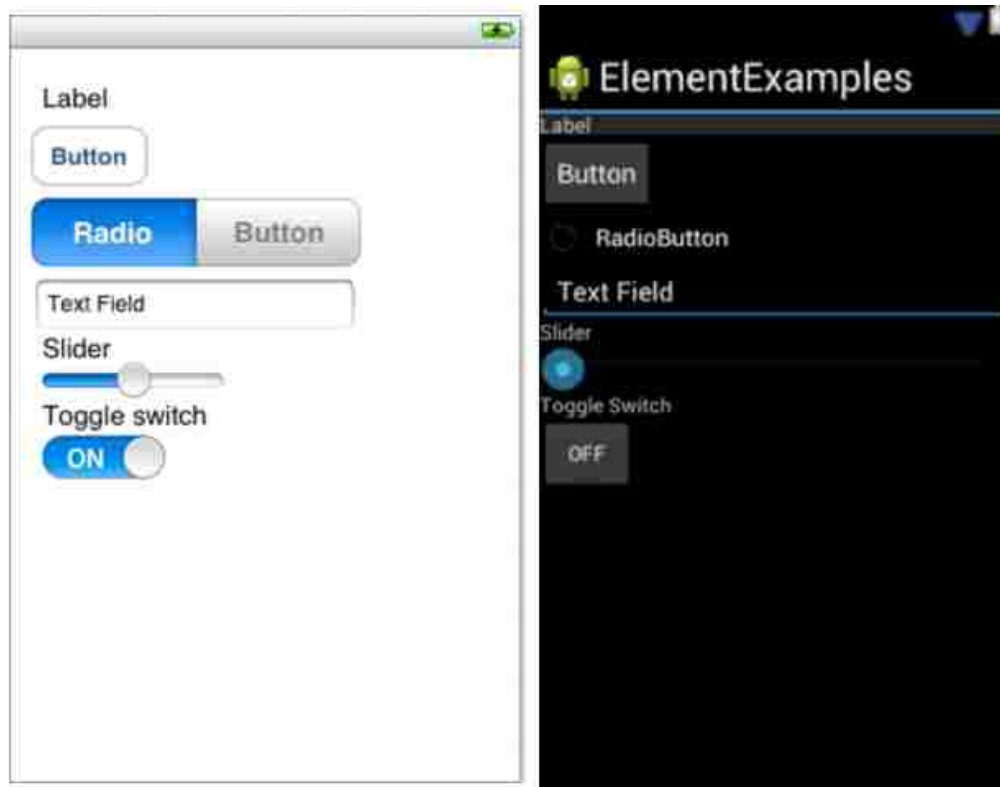 Label
Button
Radio Button
Text Field
Slider
Toggle switch
ON
ElementExamples
Label
Button
RadioButton
Text Field
Slider
Toggle Switch
OFF